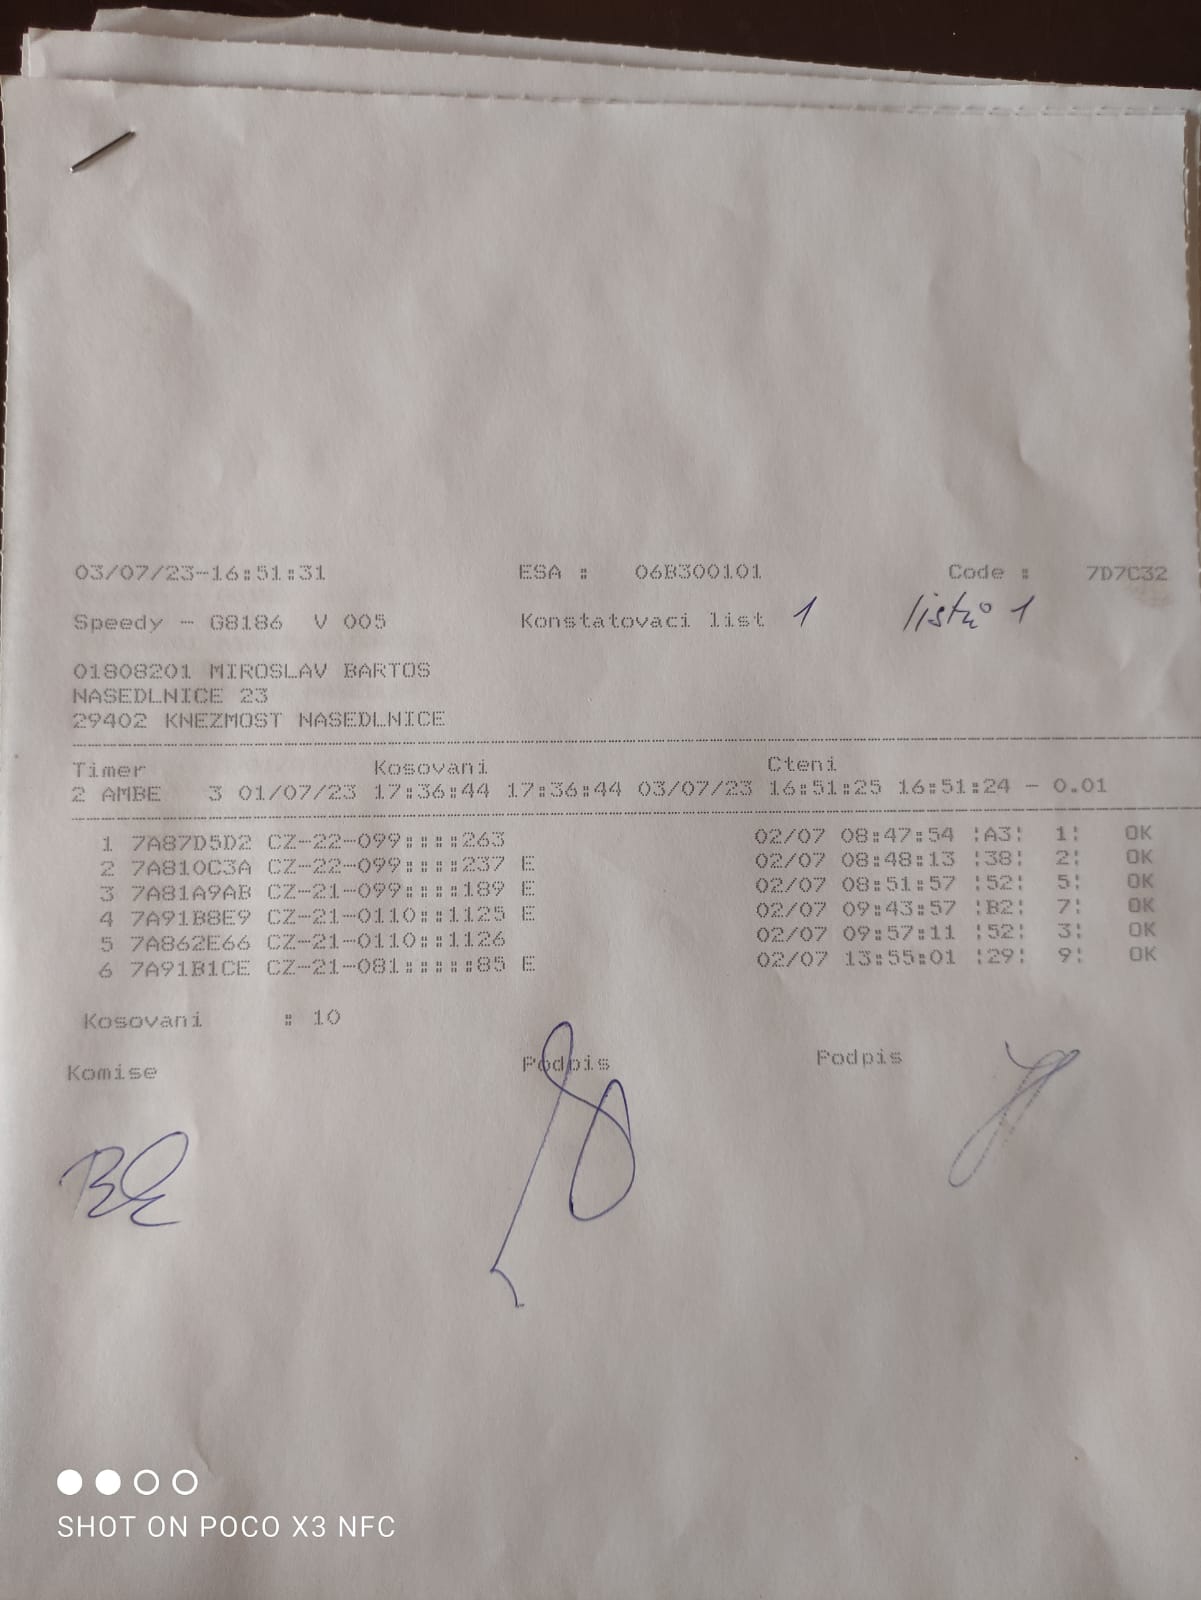 03/07/23-16:51:31 ESA : 06B300101 Code : 7D7C32
Speedy - G8186 V 005 Konstatovaci list 1 listů 1
01808201 MIROSLAV BARTOS
NASEDLNICE 23
29402 KNEZMOST NASEDLNICE
Timer Kosovani Cteni
2 AMBE 3 01/07/23 17:36:44 17:36:44 03/07/23 16:51:25 16:51:24 - 0.01
1 7A87D5D2 CZ-22-099::::263 02/07 08:47:54 ¦A3¦ 1¦ OK
2 7A810C3A CZ-22-099::::237 E 02/07 08:48:13 ¦38¦ 2¦ OK
3 7A81A9AB CZ-21-099::::189 E 02/07 08:51:57 ¦52¦ 5¦ OK
4 7A91B8E9 CZ-21-0110::1125 E 02/07 09:43:57 ¦B2¦ 7¦ OK
5 7A862E66 CZ-21-0110::1126 02/07 09:57:11 ¦52¦ 3¦ OK
6 7A91B1CE CZ-21-081:::::85 E 02/07 13:55:01 ¦29¦ 9¦ OK
Kosovani : 10
Komise Podpis Podpis
SHOT ON POCO X3 NFC